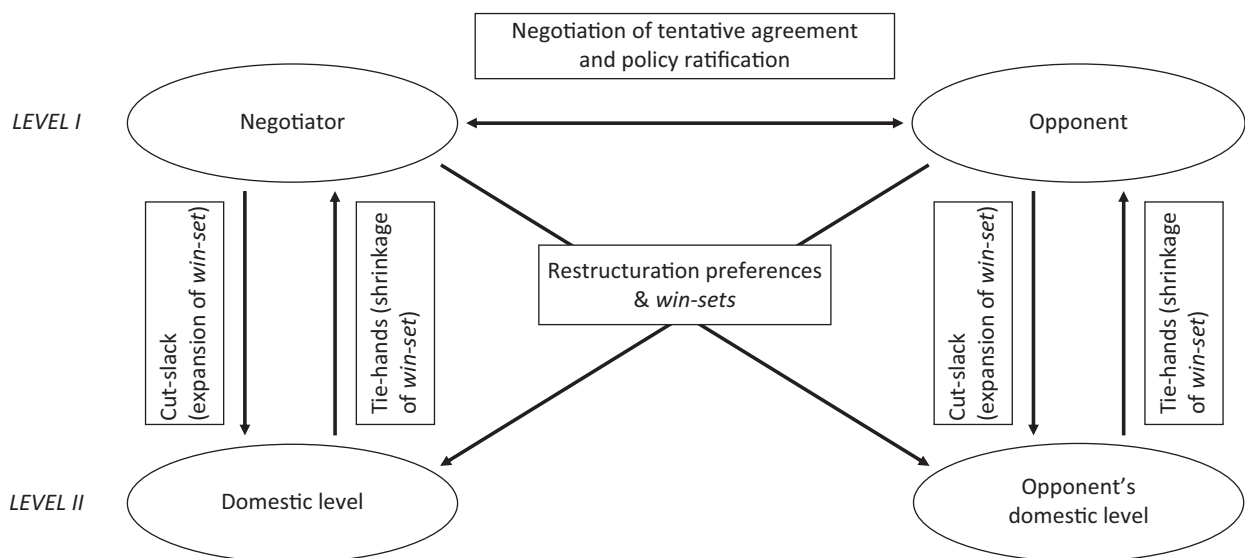 Negotiation of tentative agreement
and policy ratification
LEVEL I
Negotiator
Opponent
Cut-slack
(expansion of win-set)
Tie-hands (shrinkage
of win-set)
Restructuration preferences
& win-sets
Cut-slack
(expansion of win-set)
Tie-hands (shrinkage
of win-set)
LEVEL II
Domestic level
Opponent’s
domestic level